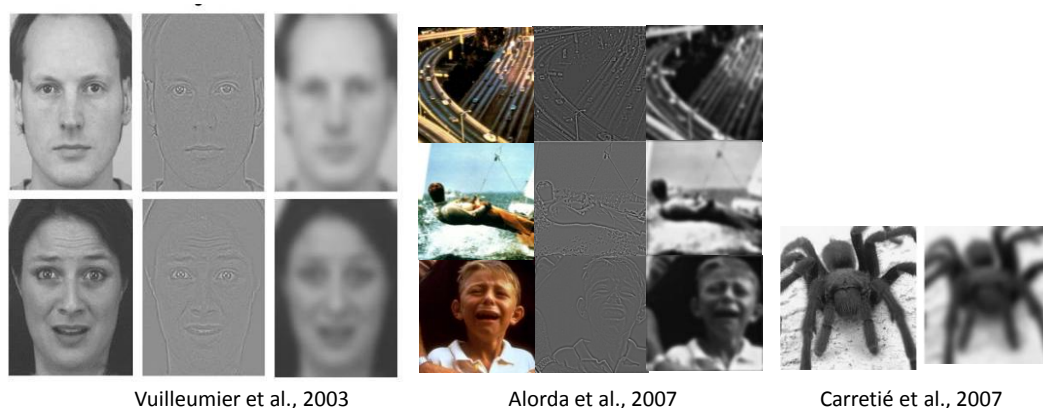 Vuilleumier et al., 2003
Alorda et al., 2007
Carretié et al., 2007